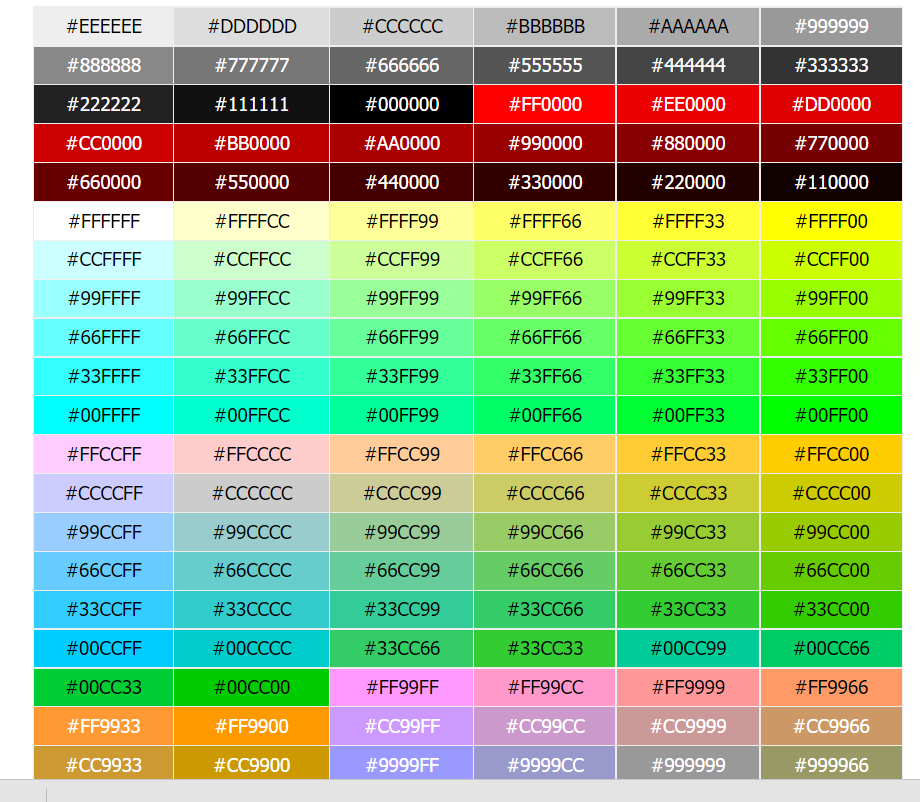 #EEEEEE #DDDDDD #CCCCCC #BBBBBB #AAAAAA #999999
#888888 #777777 #666666 #555555 #444444 #333333
#222222 #111111 #000000 #FF0000 #EE0000 #DD0000
#CC0000 #BB0000 #AA0000 #990000 #880000 #770000
#660000 #550000 #440000 #330000 #220000 #110000
#FFFFFF #FFFFCC #FFFF99 #FFFF66 #FFFF33 #FFFF00
#CCFFFF #CCFFCC #CCFF99 #CCFF66 #CCFF33 #CCFF00
#99FFFF #99FFCC #99FF99 #99FF66 #99FF33 #99FF00
#66FFFF #66FFCC #66FF99 #66FF66 #66FF33 #66FF00
#33FFFF #33FFCC #33FF99 #33FF66 #33FF33 #33FF00
#00FFFF #00FFCC #00FF99 #00FF66 #00FF33 #00FF00
#FFCCFF #FFCCCC #FFCC99 #FFCC66 #FFCC33 #FFCC00
#CCCCFF #CCCCCC #CCCC99 #CCCC66 #CCCC33 #CCCC00
#99CCFF #99CCCC #99CC99 #99CC66 #99CC33 #99CC00
#66CCFF #66CCCC #66CC99 #66CC66 #66CC33 #66CC00
#33CCFF #33CCCC #33CC99 #33CC66 #33CC33 #33CC00
#00CCFF #00CCCC #33CC66 #33CC33 #00CC99 #00CC66
#00CC33 #00CC00 #FF99FF #FF99CC #FF9999 #FF9966
#FF9933 #FF9900 #CC99FF #CC99CC #CC9999 #CC9966
#CC9933 #CC9900 #9999FF #9999CC #999999 #999966